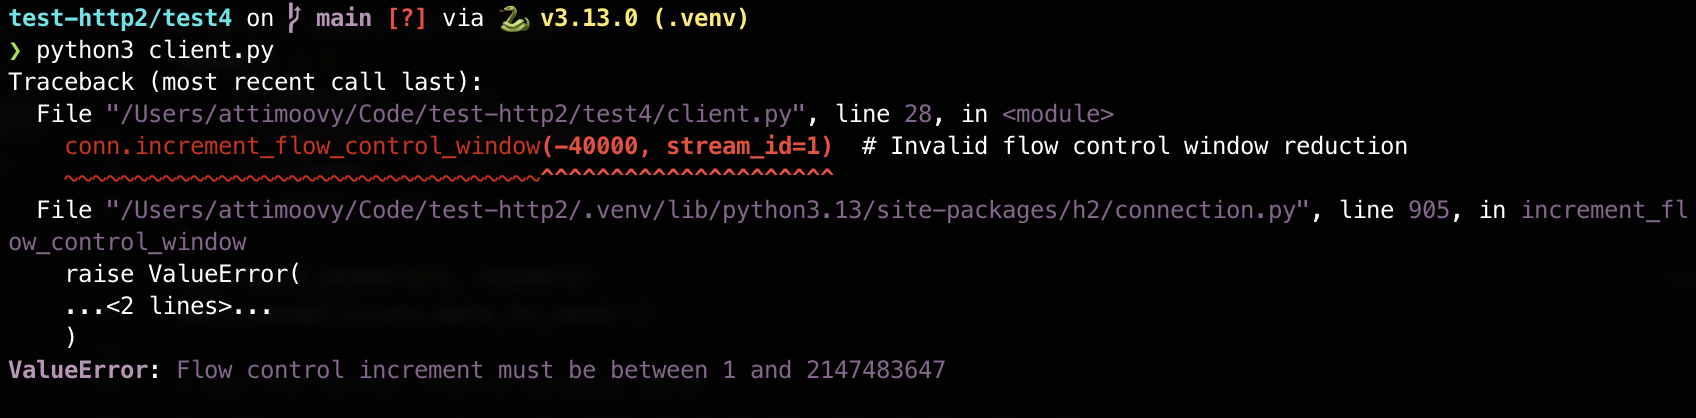 test-http2/test4 on main [?] via v3.13.0 (.venv)
❯ python3 client.py
Traceback (most recent call last):
  File "/Users/attimoovy/Code/test-http2/test4/client.py", line 28, in <module>
    conn.increment_flow_control_window(-40000, stream_id=1)  # Invalid flow control window reduction
    ~~~~~~~~~~~~~~~~~~~~~~~~~~~~~~~~~~^^^^^^^^^^^^^^^^^^^^^
  File "/Users/attimoovy/Code/test-http2/.venv/lib/python3.13/site-packages/h2/connection.py", line 905, in increment_fl
ow_control_window
    raise ValueError(
    ...<2 lines>...
    )
ValueError: Flow control increment must be between 1 and 2147483647